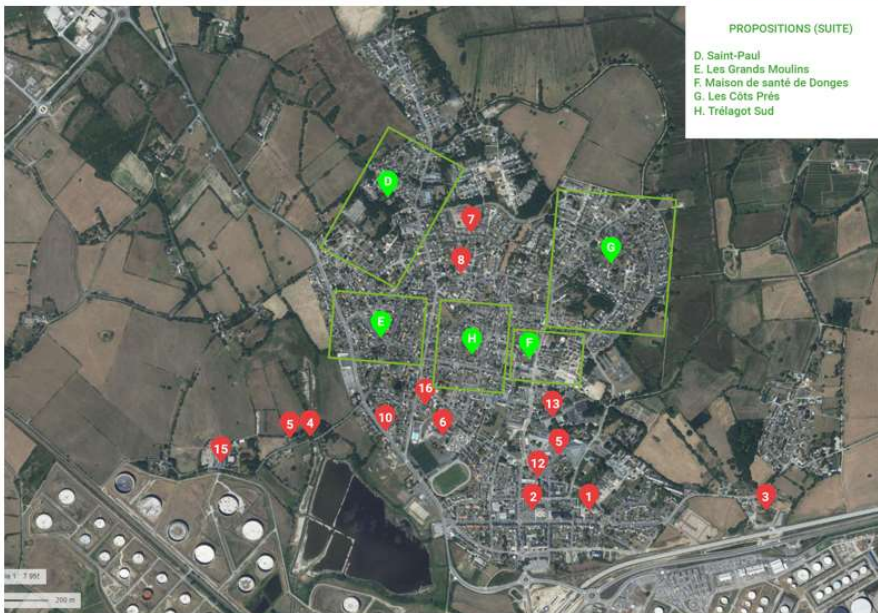 PROPOSITIONS (SUITE)
D. Saint-Paul
E. Les Grands Moulins
F. Maison de santé de Donges
G. Les Côts Prés
H. Trélagot Sud
D
7
G
8
E
H
F
16
13
10
6
5
4
5
15
12
2
1
3
200 m